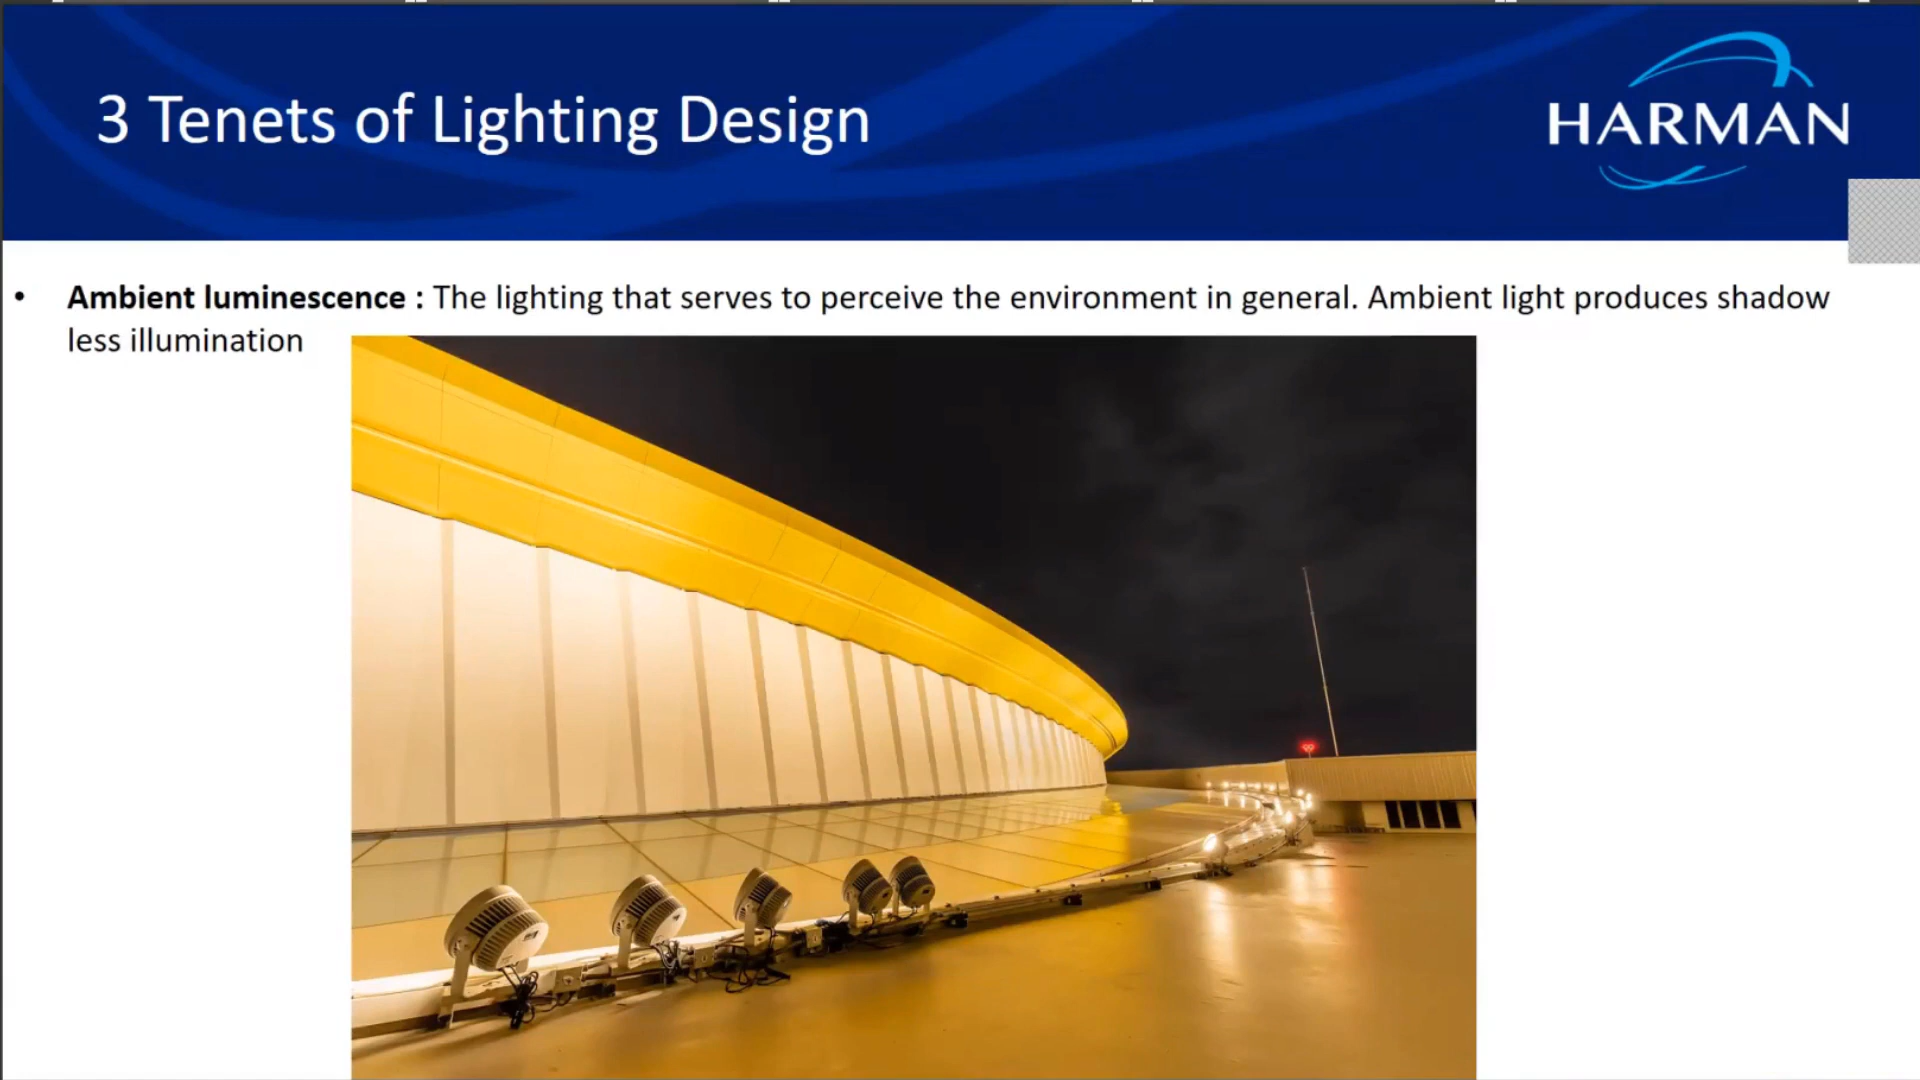 3 Tenets of Lighting Design
HARMAN
• Ambient luminescence : The lighting that serves to perceive the environment in general. Ambient light produces shadow
less illumination